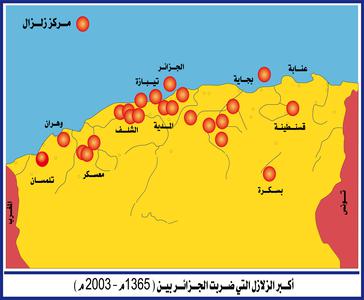 مركز زلزال
الجزائر
عنابة
تيبازة
بجاية
وهران
الشلف
المدية
قسنطينة
تلمسان
معسكر
بسكرة
المغرب
تونس
أكبر الزلازل التي ضربت الجزائر بين ( 1365م - 2003م )